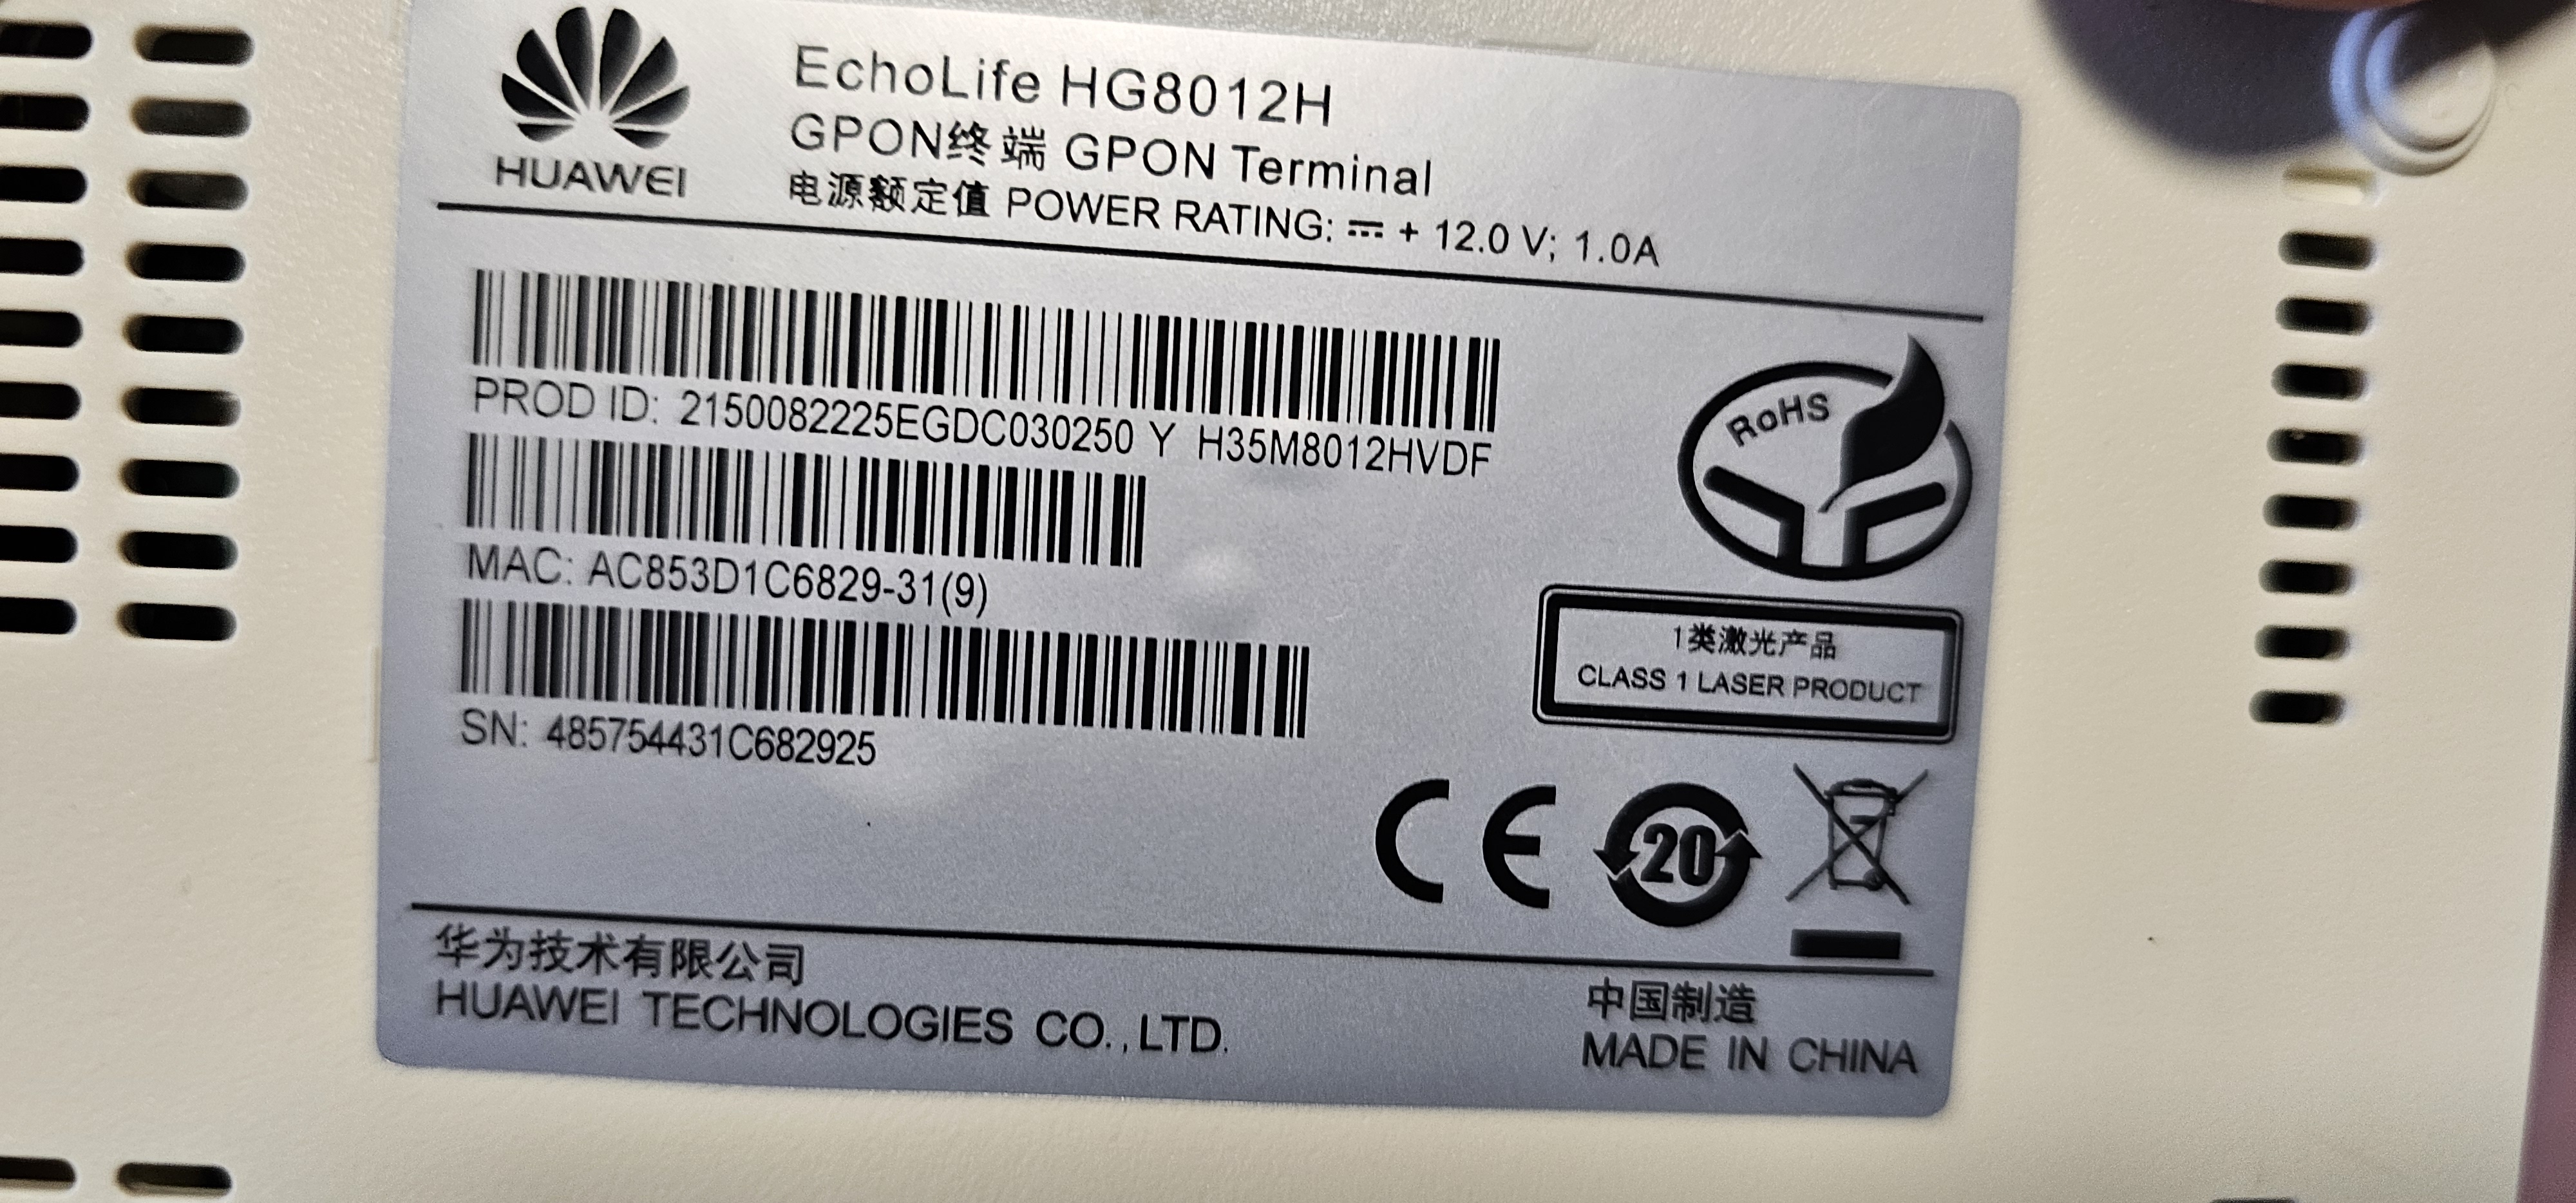 HUAWEI
EchoLife HG8012H
GPON终端 GPON Terminal
电源额定值 POWER RATING: ⎓ + 12.0 V; 1.0A
PROD ID: 2150082225EGDC030250 Y H35M8012HVDF
MAC: AC853D1C6829-31(9)
SN: 485754431C682925
RoHS
1类激光产品
CLASS 1 LASER PRODUCT
CE
20
华为技术有限公司
HUAWEI TECHNOLOGIES CO.,LTD.
中国制造
MADE IN CHINA